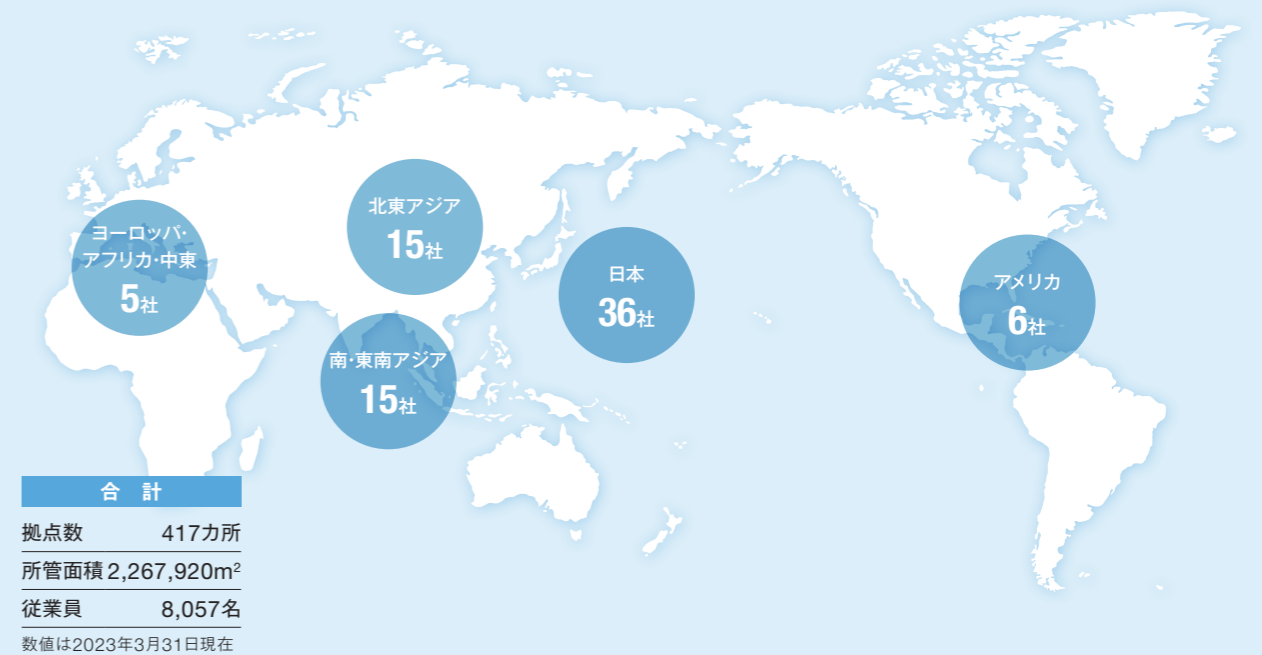 ヨーロッパ・
アフリカ・中東
5社
北東アジア
15社
南・東南アジア
15社
日本
36社
アメリカ
6社
合 計
拠点数 417カ所
所管面積 2,267,920m²
従業員 8,057名
数値は2023年3月31日現在